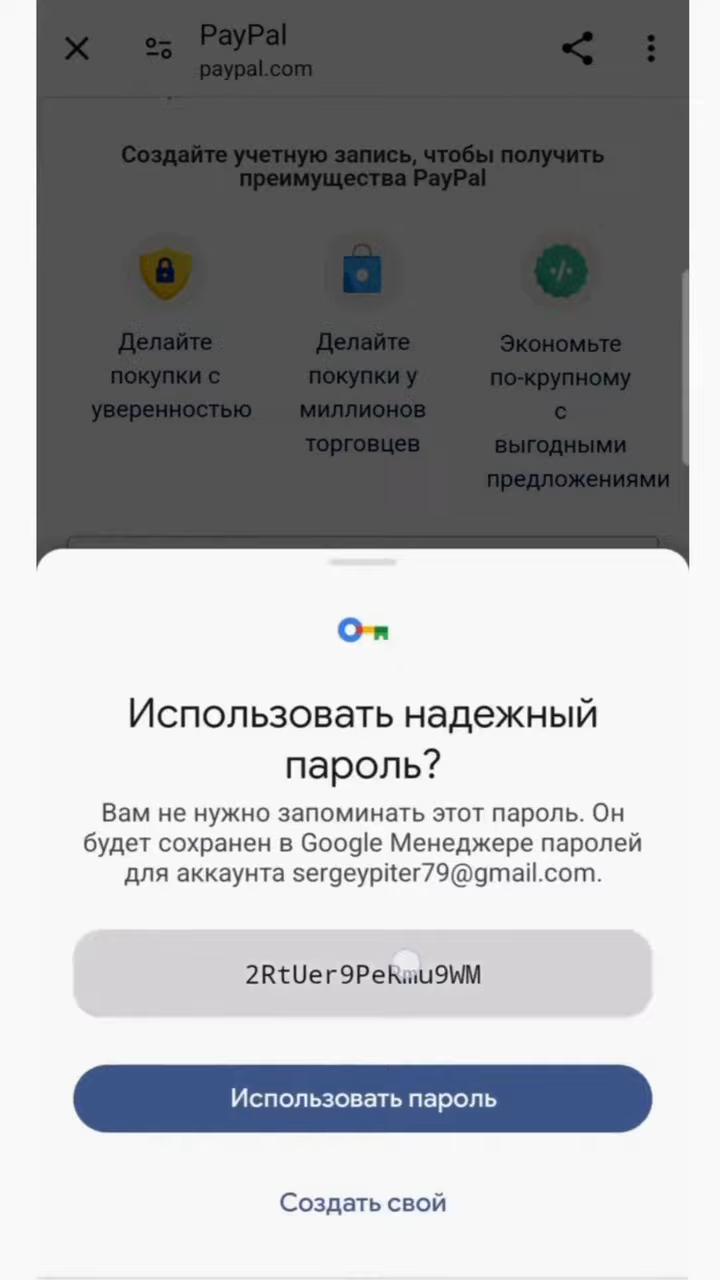 PayPal
paypal.com
Создайте учетную запись, чтобы получить
преимущества PayPal
Делайте
покупки с
уверенностью
Делайте
покупки у
миллионов
торговцев
Экономьте
по-крупному
с
выгодными
предложениями
Использовать надежный
пароль?
Вам не нужно запоминать этот пароль. Он
будет сохранен в Google Менеджере паролей
для аккаунта sergeypiter79@gmail.com.
2RtUer9PeRmu9WM
Использовать пароль
Создать свой